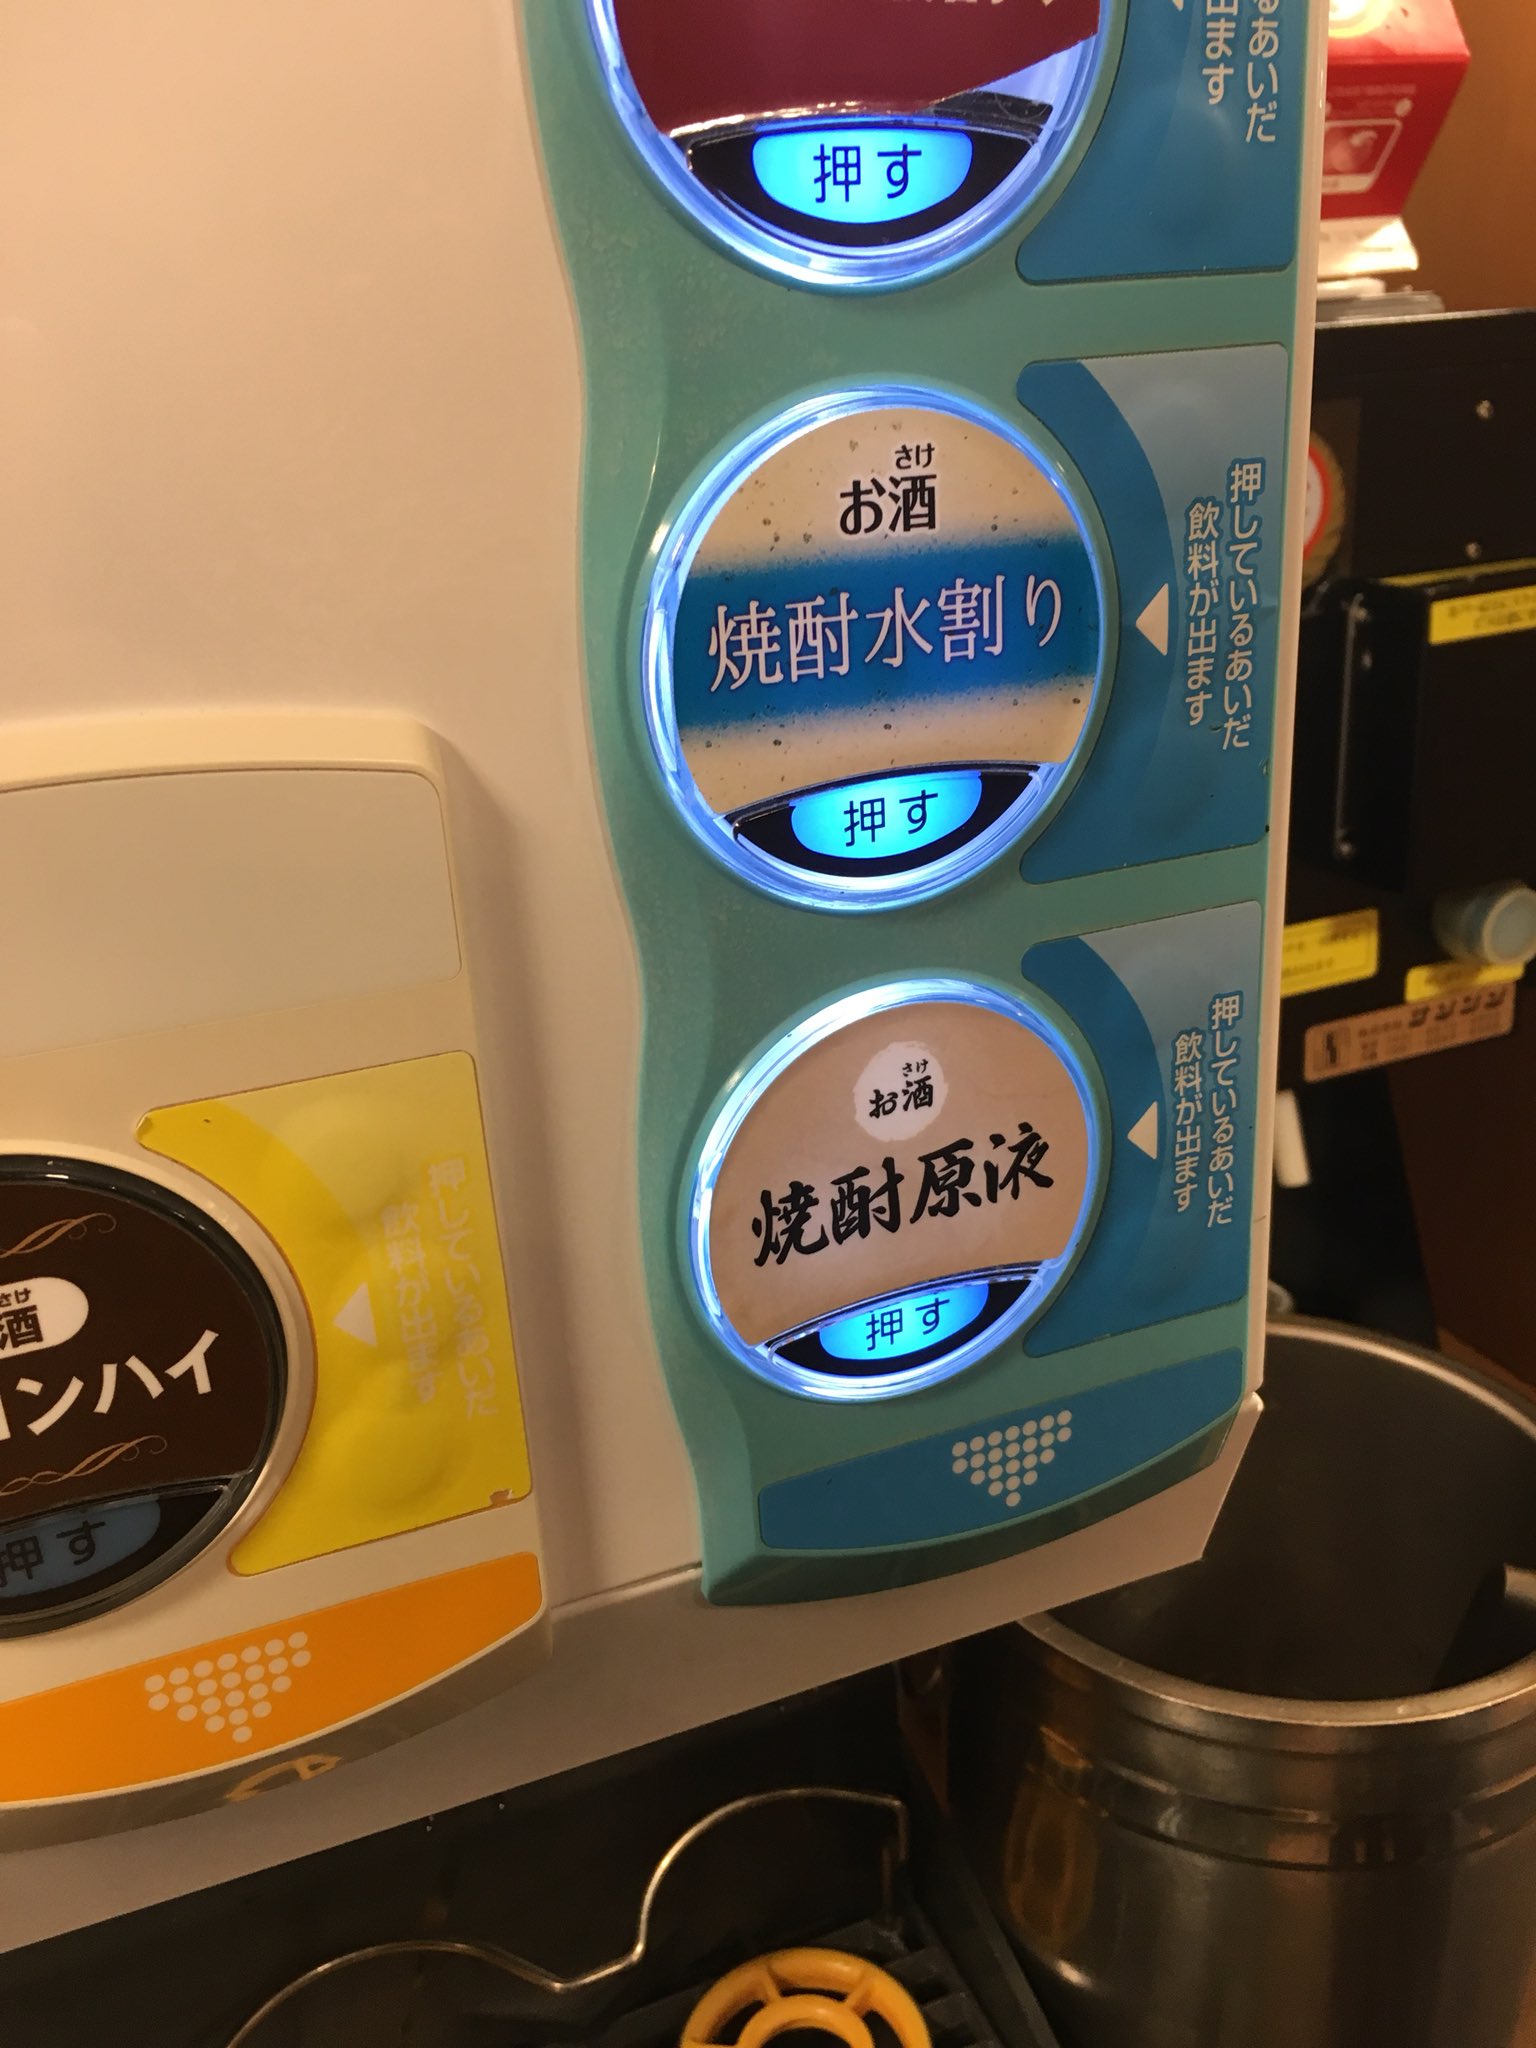 るあいだ
出ます
押す
さけ
お酒
焼酎水割り
押す
押しているあいだ
飲料が出ます
さけ
お酒
焼酎原液
押す
押しているあいだ
飲料が出ます
さけ
酒
ンハイ
押す
押しているあいだ
飲料が出ます